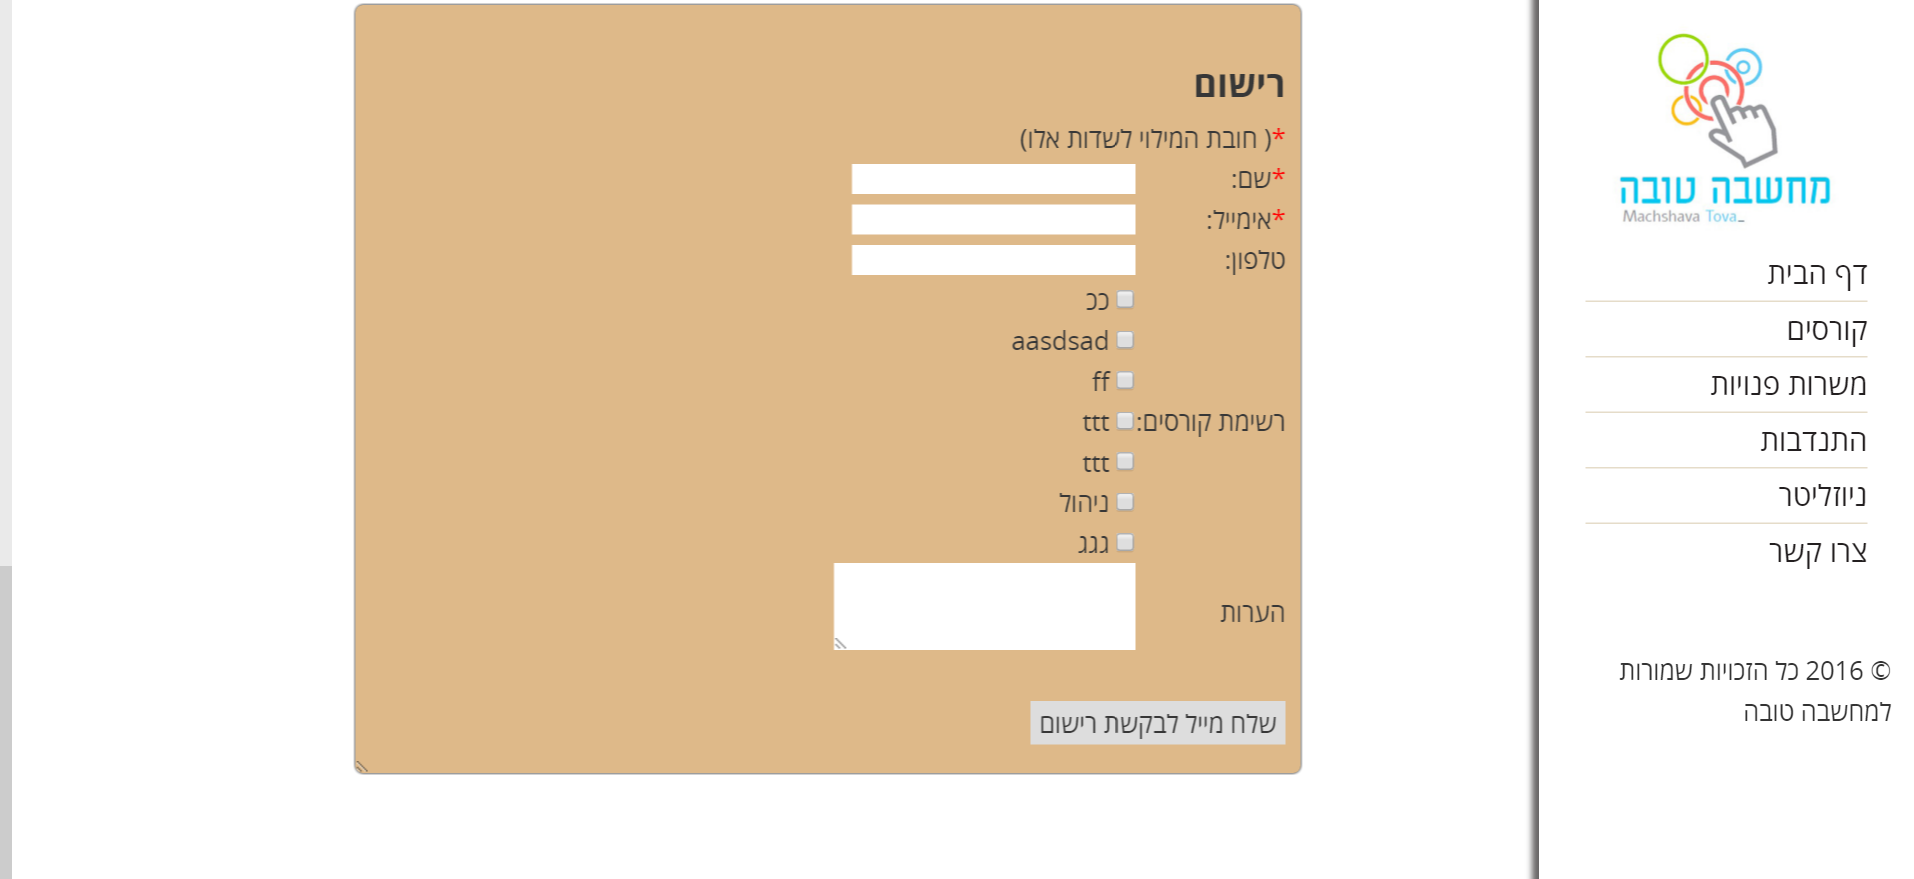 מחשבה טובה
Machshava Tova_
דף הבית
קורסים
משרות פנויות
התנדבות
ניוזליטר
צרו קשר
© 2016 כל הזכויות שמורות
למחשבה טובה
רישום
*( חובת המילוי לשדות אלו)
*שם:
*אימייל:
טלפון:
רשימת קורסים:
ככ
aasdsad
ff
ttt
ttt
ניהול
גגג
הערות
שלח מייל לבקשת רישום